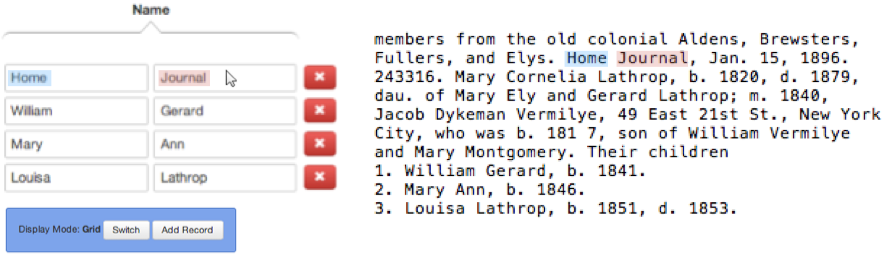 Name
Home Journal
William Gerard
Mary Ann
Louisa Lathrop
Display Mode: Grid Switch Add Record
members from the old colonial Aldens, Brewsters,
Fullers, and Elys. Home Journal, Jan. 15, 1896.
243316. Mary Cornelia Lathrop, b. 1820, d. 1879,
dau. of Mary Ely and Gerard Lathrop; m. 1840,
Jacob Dykeman Vermilye, 49 East 21st St., New York
City, who was b. 181 7, son of William Vermilye
and Mary Montgomery. Their children
1. William Gerard, b. 1841.
2. Mary Ann, b. 1846.
3. Louisa Lathrop, b. 1851, d. 1853.